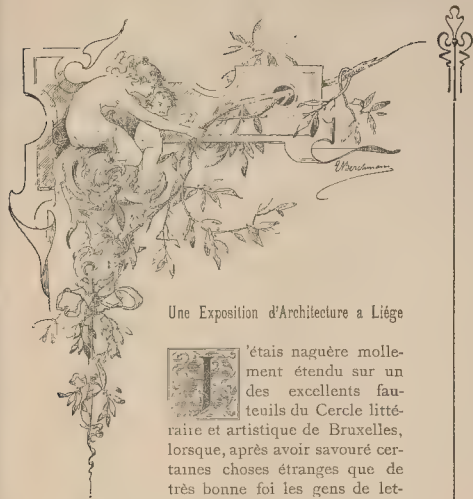 E. Berchmans
Une Exposition d'Architecture a Liége
J'étais naguère molle-
ment étendu sur un
des excellents fau-
teuils du Cercle litté-
raire et artistique de Bruxelles,
lorsque, après avoir savouré cer-
taines choses étranges que de
très bonne foi les gens de let-